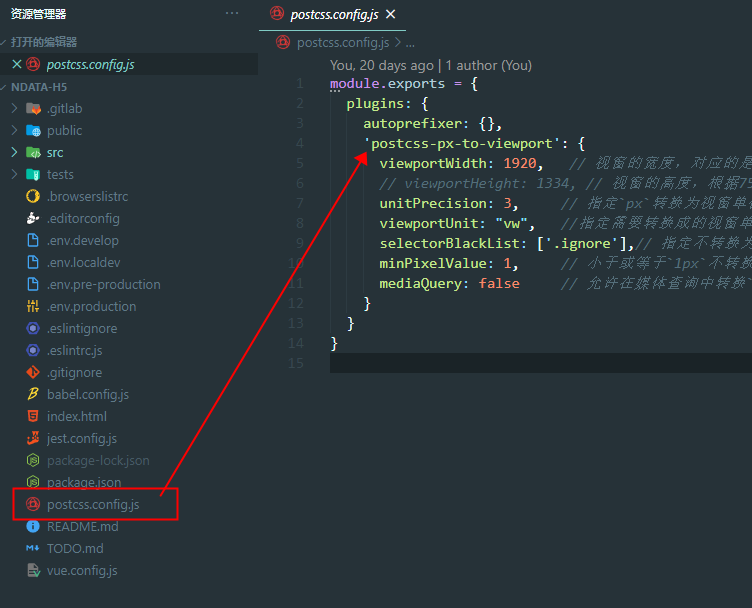 资源管理器
···
打开的编辑器
postcss.config.js
NDATA-H5
.gitlab
public
src
tests
.browserslistrc
.editorconfig
.env.develop
.env.localdev
.env.pre-production
.env.production
.eslintignore
.eslintrc.js
.gitignore
babel.config.js
index.html
jest.config.js
package-lock.json
package.json
postcss.config.js
README.md
TODO.md
vue.config.js
postcss.config.js
postcss.config.js > ...
You, 20 days ago | 1 author (You)
1 module.exports = {
2 plugins: {
3 autoprefixer: {},
4 'postcss-px-to-viewport': {
5 viewportWidth: 1920, // 视窗的宽度，对应的是
6 // viewportHeight: 1334, // 视窗的高度，根据75
7 unitPrecision: 3, // 指定`px`转换为视窗单
8 viewportUnit: "vw", //指定需要转换成的视窗单
9 selectorBlackList: ['.ignore'],// 指定不转换为
10 minPixelValue: 1, // 小于或等于`1px`不转换
11 mediaQuery: false // 允许在媒体查询中转换`
12 }
13 }
14 }
15